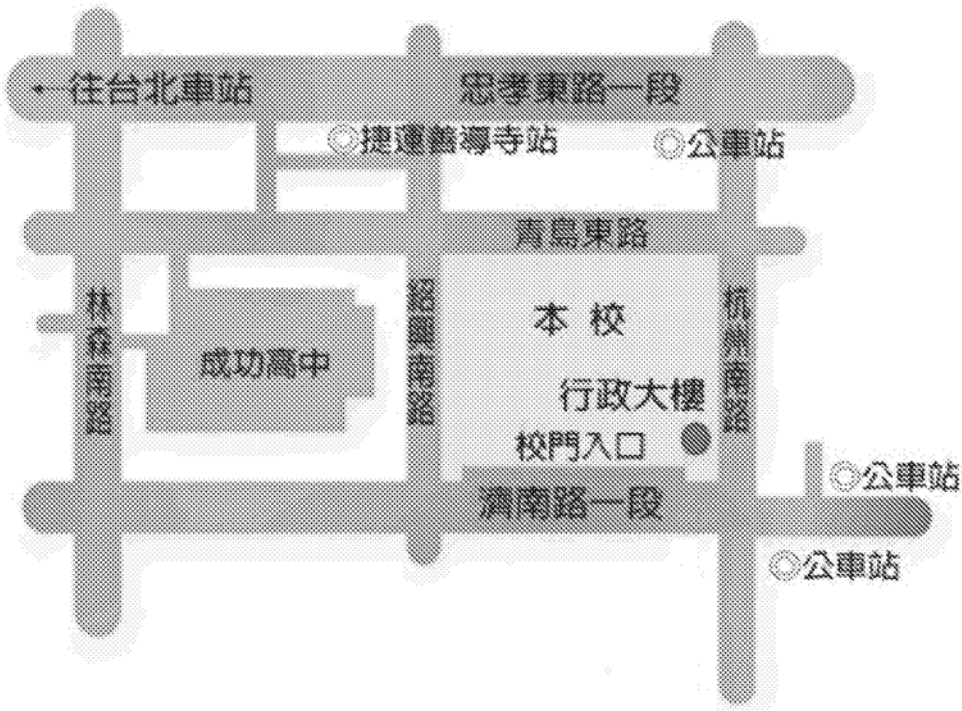 ←往台北車站
忠孝東路一段
◎捷運善導寺站
◎公車站
青島東路
林森南路
紹興南路
杭州南路
本校
成功高中
行政大樓
校門入口
◎公車站
濟南路一段
◎公車站